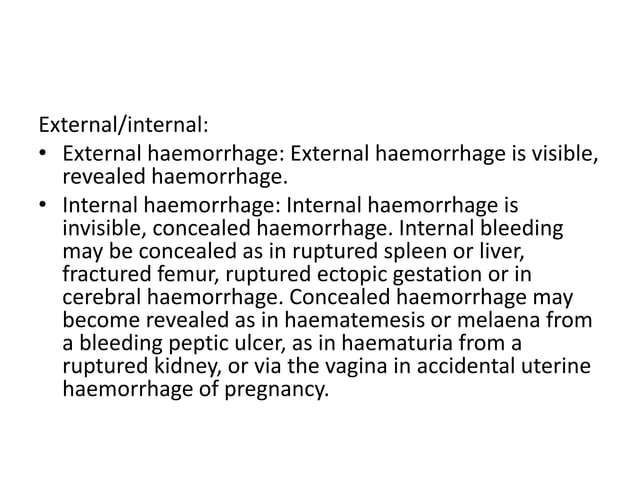 External/internal:
• External haemorrhage: External haemorrhage is visible,
revealed haemorrhage.
• Internal haemorrhage: Internal haemorrhage is
invisible, concealed haemorrhage. Internal bleeding
may be concealed as in ruptured spleen or liver,
fractured femur, ruptured ectopic gestation or in
cerebral haemorrhage. Concealed haemorrhage may
become revealed as in haematemesis or melaena from
a bleeding peptic ulcer, as in haematuria from a
ruptured kidney, or via the vagina in accidental uterine
haemorrhage of pregnancy.